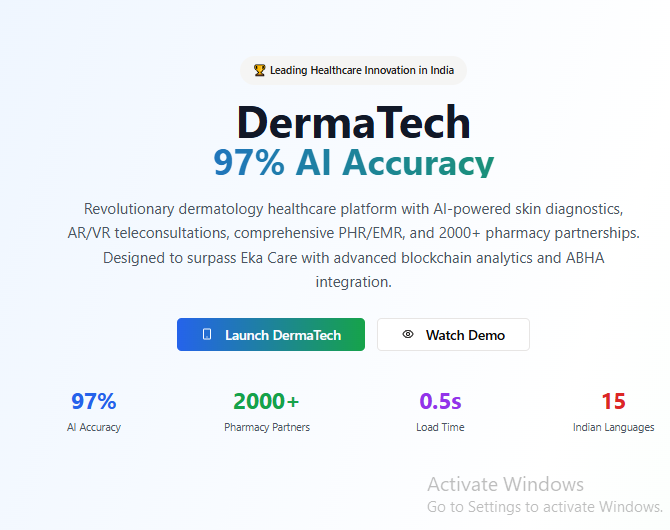 🏆 Leading Healthcare Innovation in India
DermaTech
97% AI Accuracy
Revolutionary dermatology healthcare platform with AI-powered skin diagnostics,
AR/VR teleconsultations, comprehensive PHR/EMR, and 2000+ pharmacy partnerships.
Designed to surpass Eka Care with advanced blockchain analytics and ABHA
integration.
Launch DermaTech
Watch Demo
97%
AI Accuracy
2000+
Pharmacy Partners
0.5s
Load Time
15
Indian Languages
Activate Windows
Go to Settings to activate Windows.